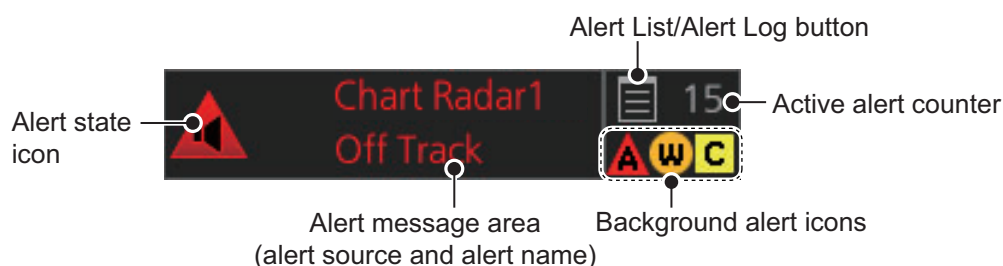 Alert List/Alert Log button
Chart Radar1
15
Active alert counter
Alert state
icon
Off Track
A W C
Alert message area
(alert source and alert name)
Background alert icons